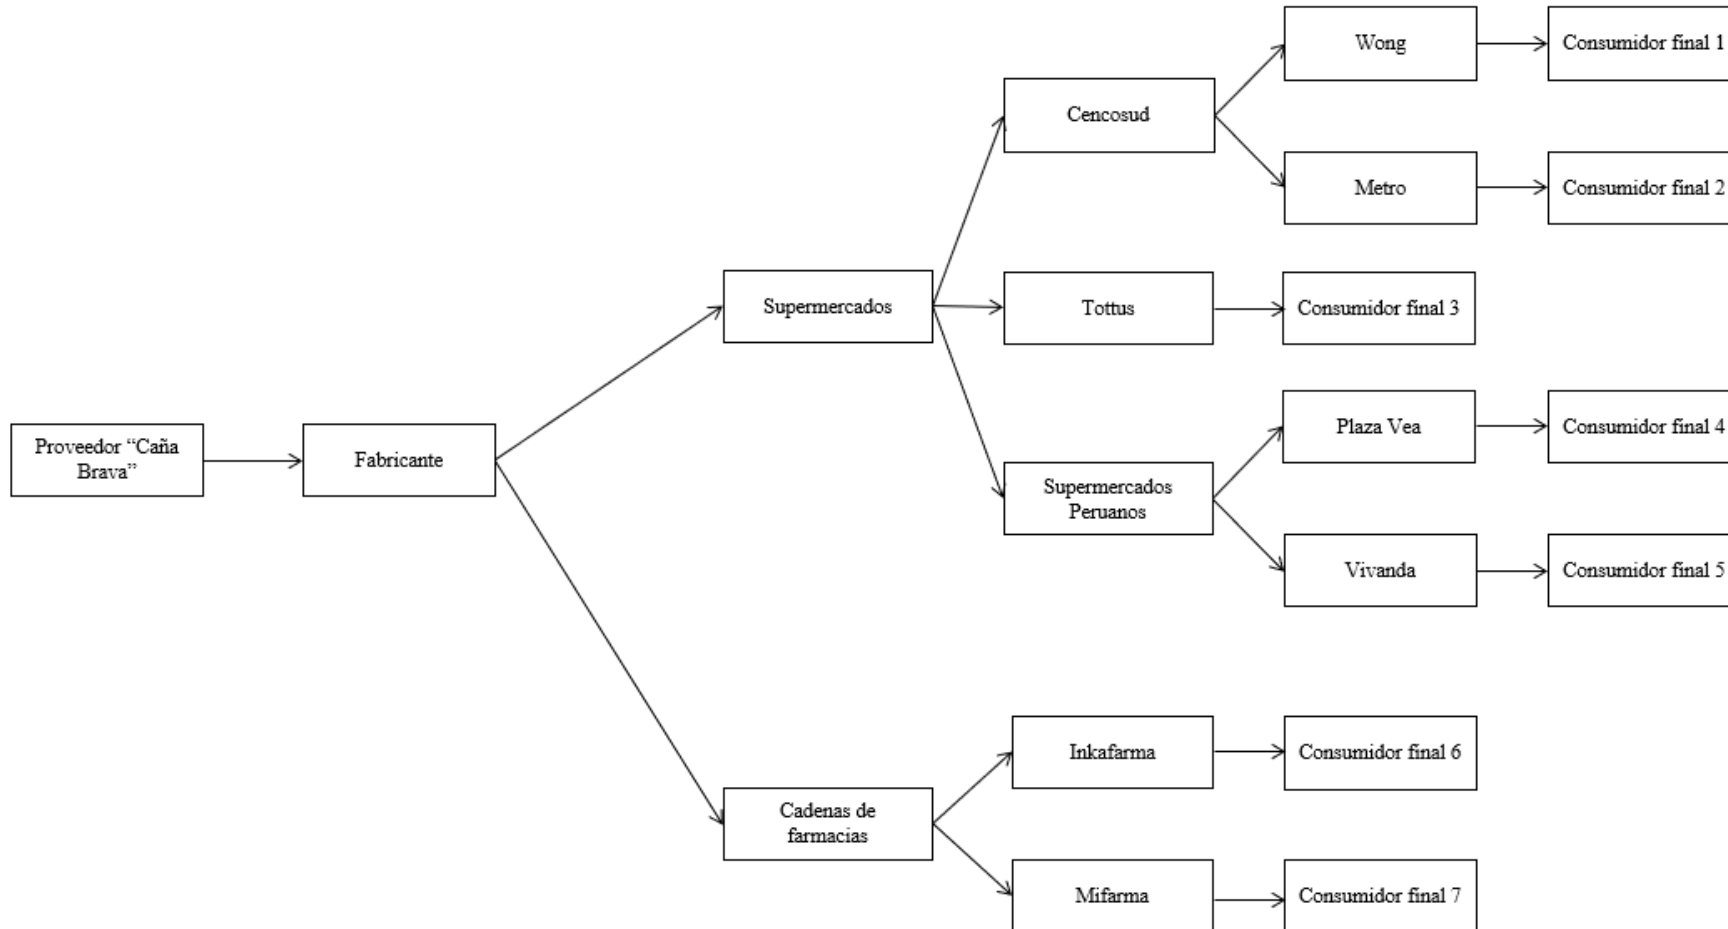 Wong
Consumidor final 1
Cencosud
Metro
Consumidor final 2
Supermercados
Tottus
Consumidor final 3
Proveedor “Caña
Brava”
Fabricante
Plaza Vea
Consumidor final 4
Supermercados
Peruanos
Vivanda
Consumidor final 5
Cadenas de
farmacias
Inkafarma
Consumidor final 6
Mifarma
Consumidor final 7